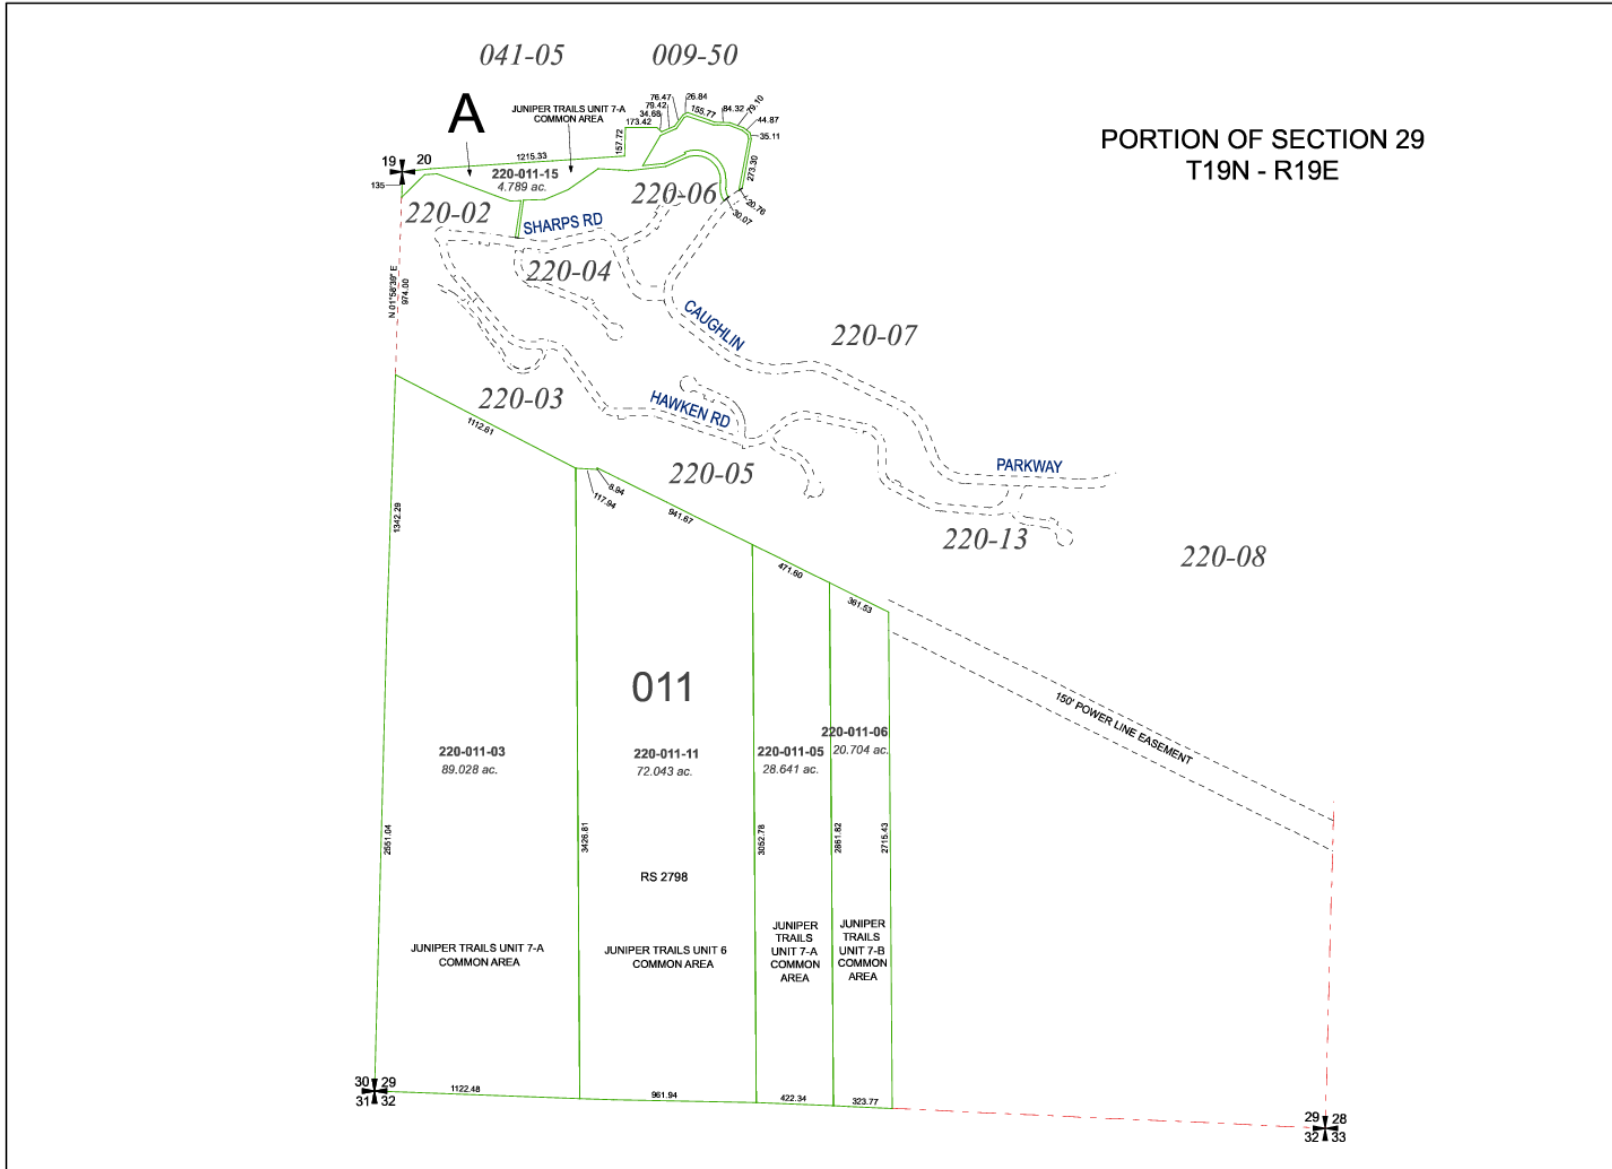 041-05
009-50
A
JUNIPER TRAILS UNIT 7-A
COMMON AREA
PORTION OF SECTION 29
T19N - R19E
76.47
79.42
34.68
173.42
157.72
26.84
155.77
84.32
79.10
44.87
35.11
273.30
20.76
30.07
19
20
1215.33
135
220-011-15
4.789 ac.
220-02
220-06
SHARPS RD
220-04
N 01°58'39" E
974.00
CAUGHLIN
220-07
220-03
HAWKEN RD
1112.61
220-05
PARKWAY
8.94
117.94
941.67
1342.29
220-13
220-08
471.60
361.53
011
150' POWER LINE EASEMENT
220-011-03
89.028 ac.
220-011-11
72.043 ac.
220-011-05
28.641 ac.
220-011-06
20.704 ac.
2551.04
3426.81
3052.78
2861.82
2715.43
RS 2798
JUNIPER TRAILS UNIT 7-A
COMMON AREA
JUNIPER TRAILS UNIT 6
COMMON AREA
JUNIPER
TRAILS
UNIT 7-A
COMMON
AREA
JUNIPER
TRAILS
UNIT 7-B
COMMON
AREA
30
29
31
32
1122.48
961.94
422.34
323.77
29
28
32
33